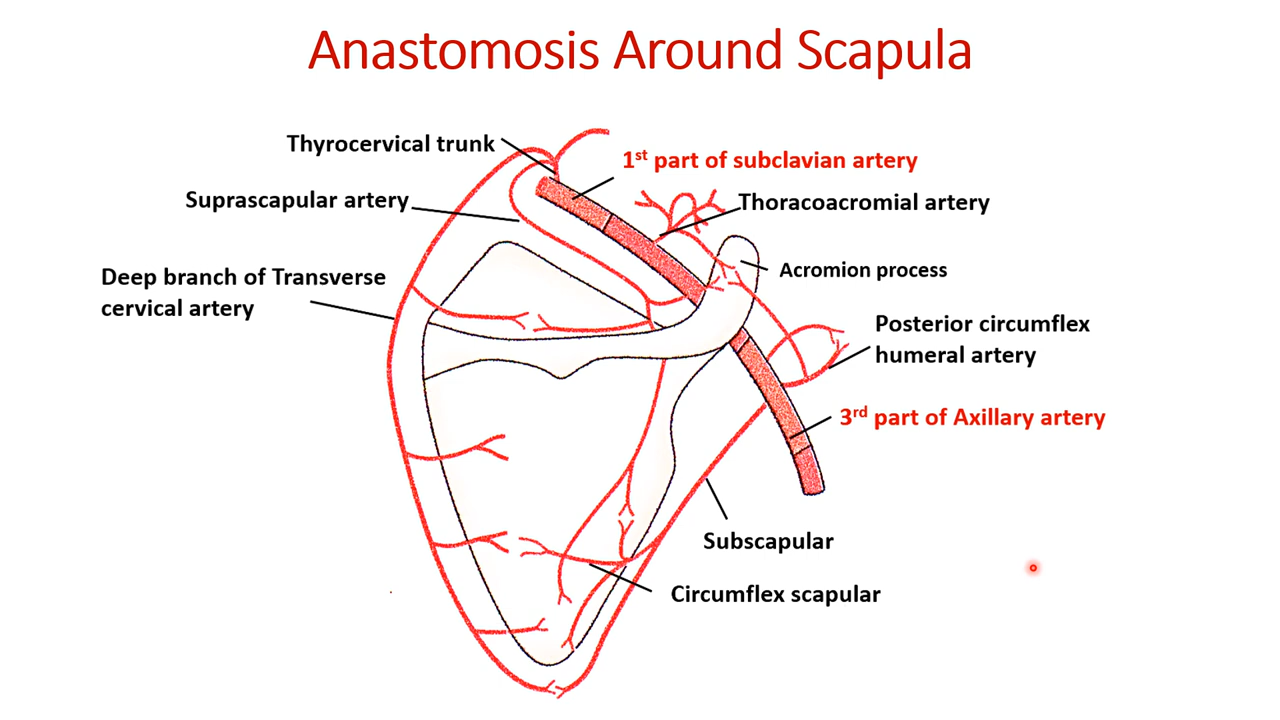 Anastomosis Around Scapula
Thyrocervical trunk
1st part of subclavian artery
Suprascapular artery
Thoracoacromial artery
Deep branch of Transverse
cervical artery
Acromion process
Posterior circumflex
humeral artery
3rd part of Axillary artery
Subscapular
Circumflex scapular